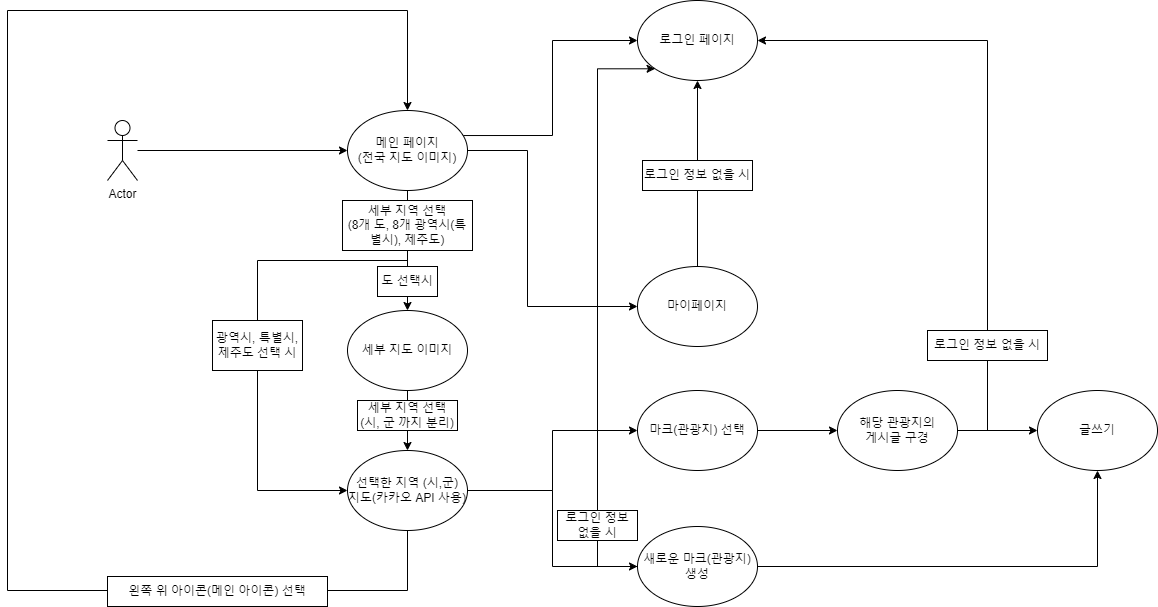 로그인 페이지
메인 페이지
(전국 지도 이미지)
Actor
로그인 정보 없을 시
세부 지역 선택
(8개 도, 8개 광역시(특
별시), 제주도)
도 선택시
마이페이지
광역시, 특별시,
제주도 선택 시
세부 지도 이미지
로그인 정보 없을 시
세부 지역 선택
(시, 군 까지 분리)
마크(관광지) 선택
해당 관광지의
게시글 구경
글쓰기
선택한 지역 (시,군)
지도(카카오 API 사용)
로그인 정보
없을 시
새로운 마크(관광지)
생성
왼쪽 위 아이콘(메인 아이콘) 선택